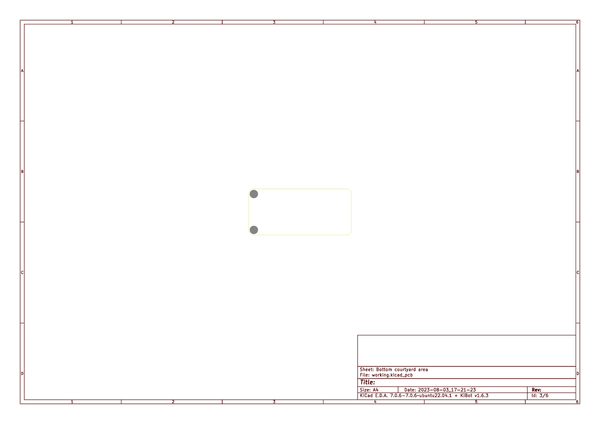 1 2 3 4 5 6
A A
B B
C C
Sheet: Bottom courtyard area
File: working.kicad_pcb
D D
Title:
Size: A4 Date: 2023-08-03_17-21-23 Rev:
KiCad E.D.A. 7.0.6-7.0.6~ubuntu22.04.1 + KiBot v1.6.3 Id: 3/6
1 2 3 4 5 6